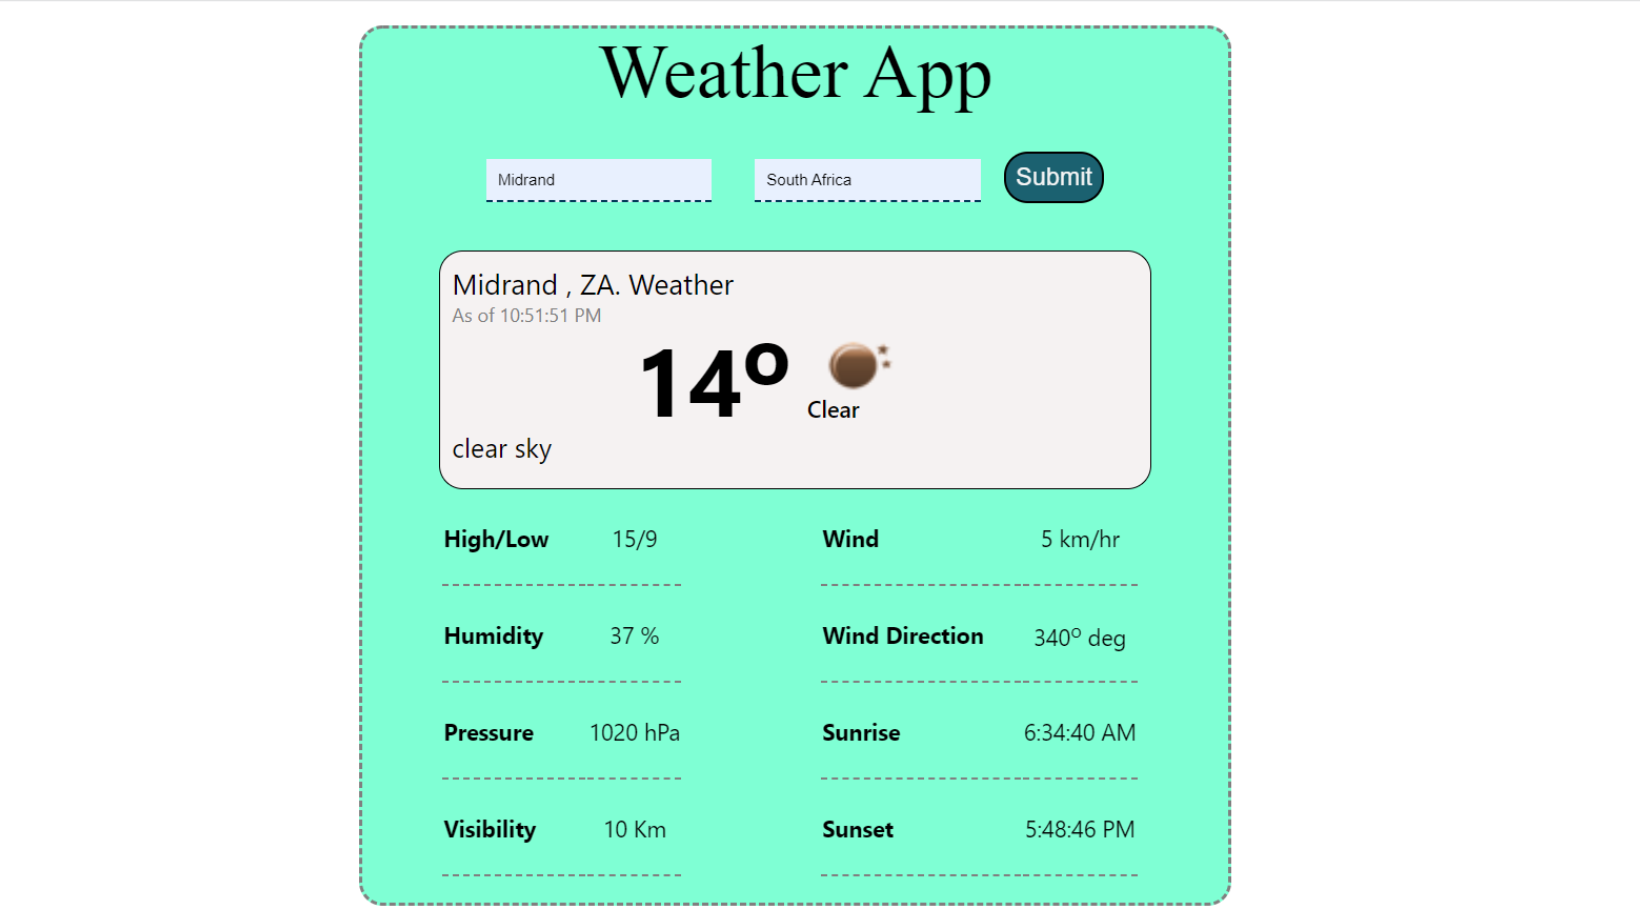 Weather App
Midrand South Africa Submit
Midrand , ZA. Weather
As of 10:51:51 PM
14º
Clear
clear sky
High/Low 15/9 Wind 5 km/hr
Humidity 37 % Wind Direction 340º deg
Pressure 1020 hPa Sunrise 6:34:40 AM
Visibility 10 Km Sunset 5:48:46 PM